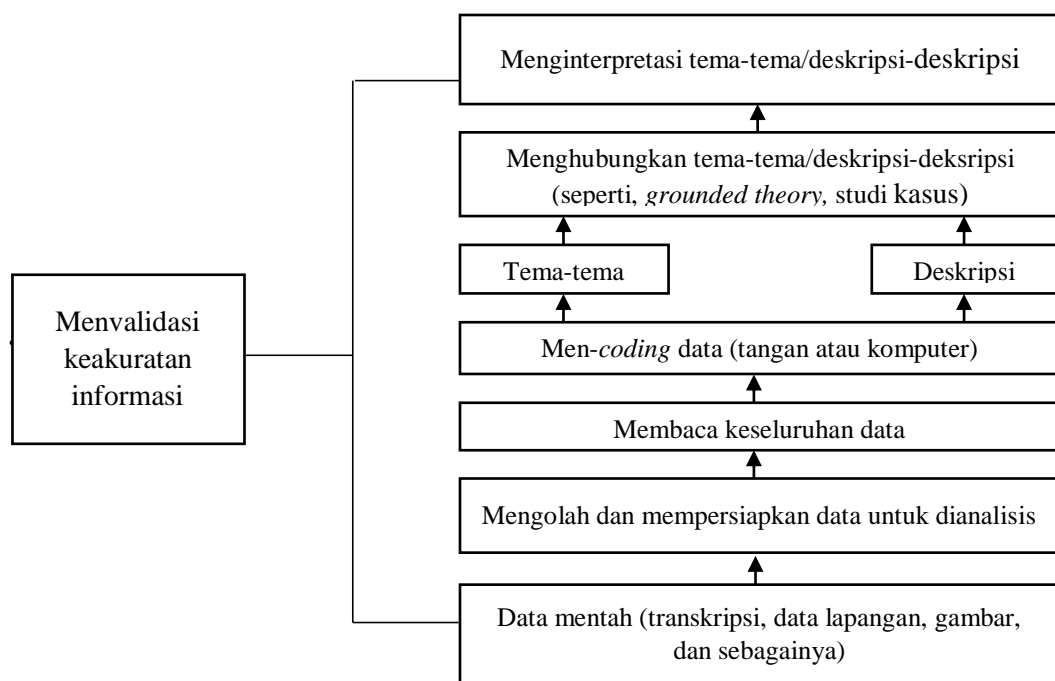 Menginterpretasi tema-tema/deskripsi-deskripsi
Menghubungkan tema-tema/deskripsi-deksripsi
(seperti, grounded theory, studi kasus)
Tema-tema
Deskripsi
Menvalidasi
keakuratan
informasi
Men-coding data (tangan atau komputer)
Membaca keseluruhan data
Mengolah dan mempersiapkan data untuk dianalisis
Data mentah (transkripsi, data lapangan, gambar,
dan sebagainya)